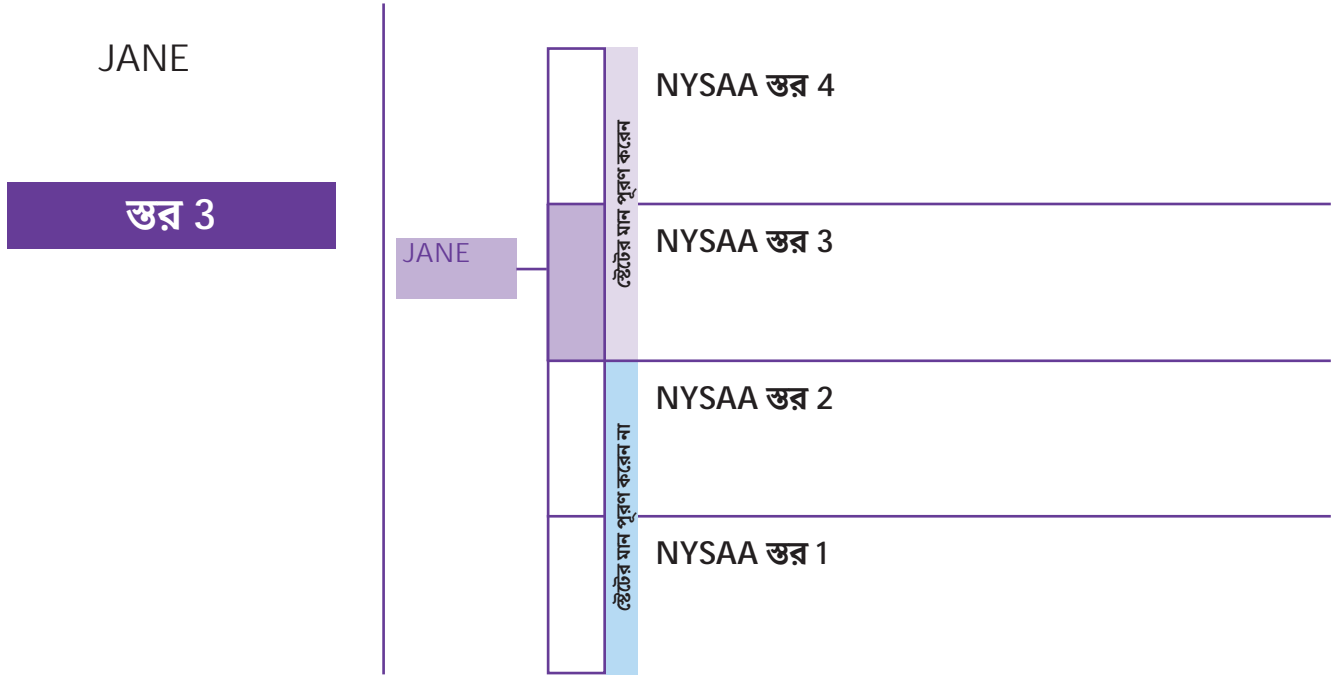 JANE
স্তর 3
JANE
NYSAA স্তর 4
স্টেটের মান পূরণ করেন
NYSAA স্তর 3
NYSAA স্তর 2
স্টেটের মান পূরণ করেন না
NYSAA স্তর 1